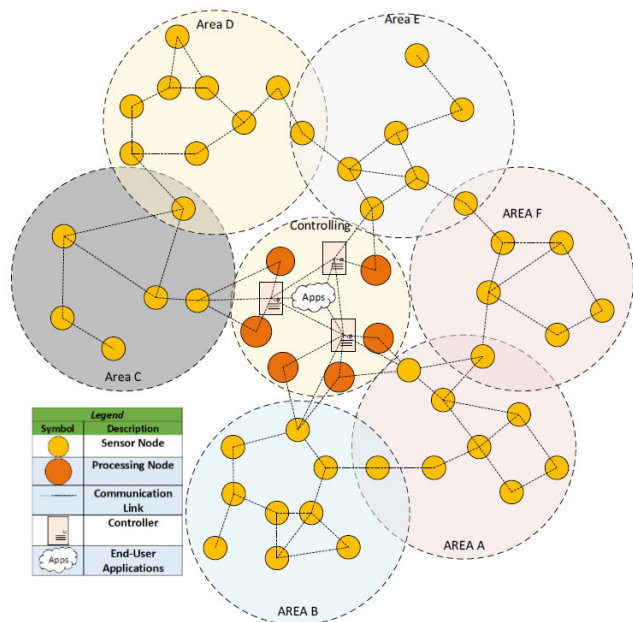 Area D
Area E
AREA F
Controlling
Apps
Area C
Legend
Symbol Description
Sensor Node
Processing Node
Communication
Link
Controller
Apps
End-User
Applications
AREA A
AREA B